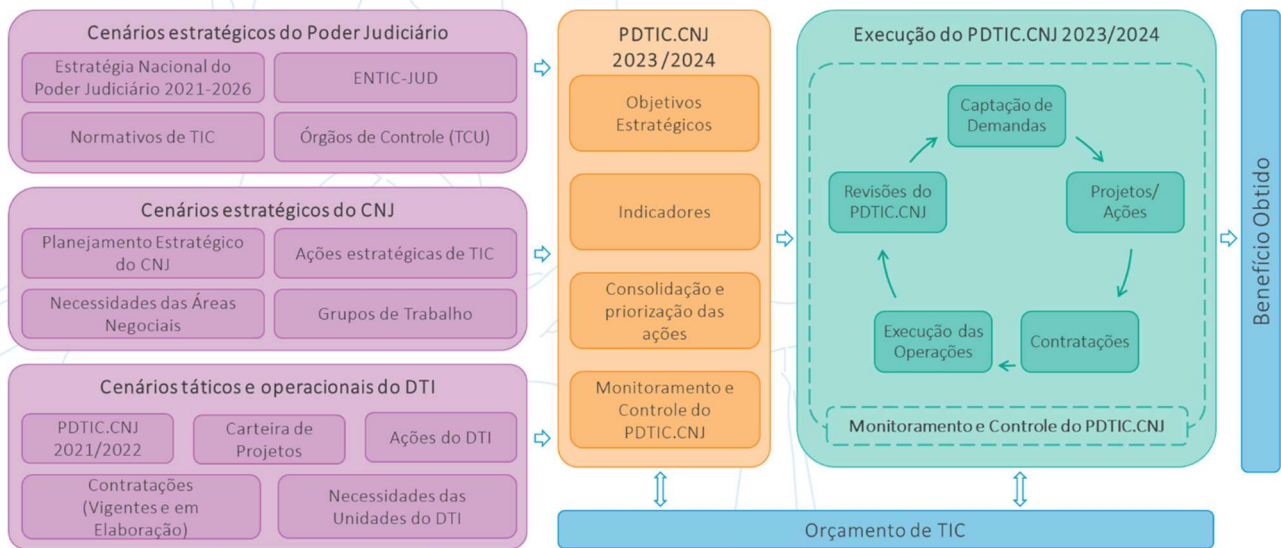 Cenários estratégicos do Poder Judiciário
Estratégia Nacional do
Poder Judiciário 2021-2026
ENTIC-JUD
Normativos de TIC
Órgãos de Controle (TCU)
Cenários estratégicos do CNJ
Planejamento Estratégico
do CNJ
Ações estratégicas de TIC
Necessidades das Áreas
Negociais
Grupos de Trabalho
Cenários táticos e operacionais do DTI
PDTIC.CNJ
2021/2022
Carteira de
Projetos
Ações do DTI
Contratações
(Vigentes e em
Elaboração)
Necessidades das
Unidades do DTI
PDTIC.CNJ
2023/2024
Objetivos
Estratégicos
Indicadores
Consolidação e
priorização das
ações
Monitoramento e
Controle do
PDTIC.CNJ
Execução do PDTIC.CNJ 2023/2024
Captação de
Demandas
Projetos/
Ações
Contratações
Execução das
Operações
Revisões do
PDTIC.CNJ
Monitoramento e Controle do PDTIC.CNJ
Orçamento de TIC
Benefício Obtido